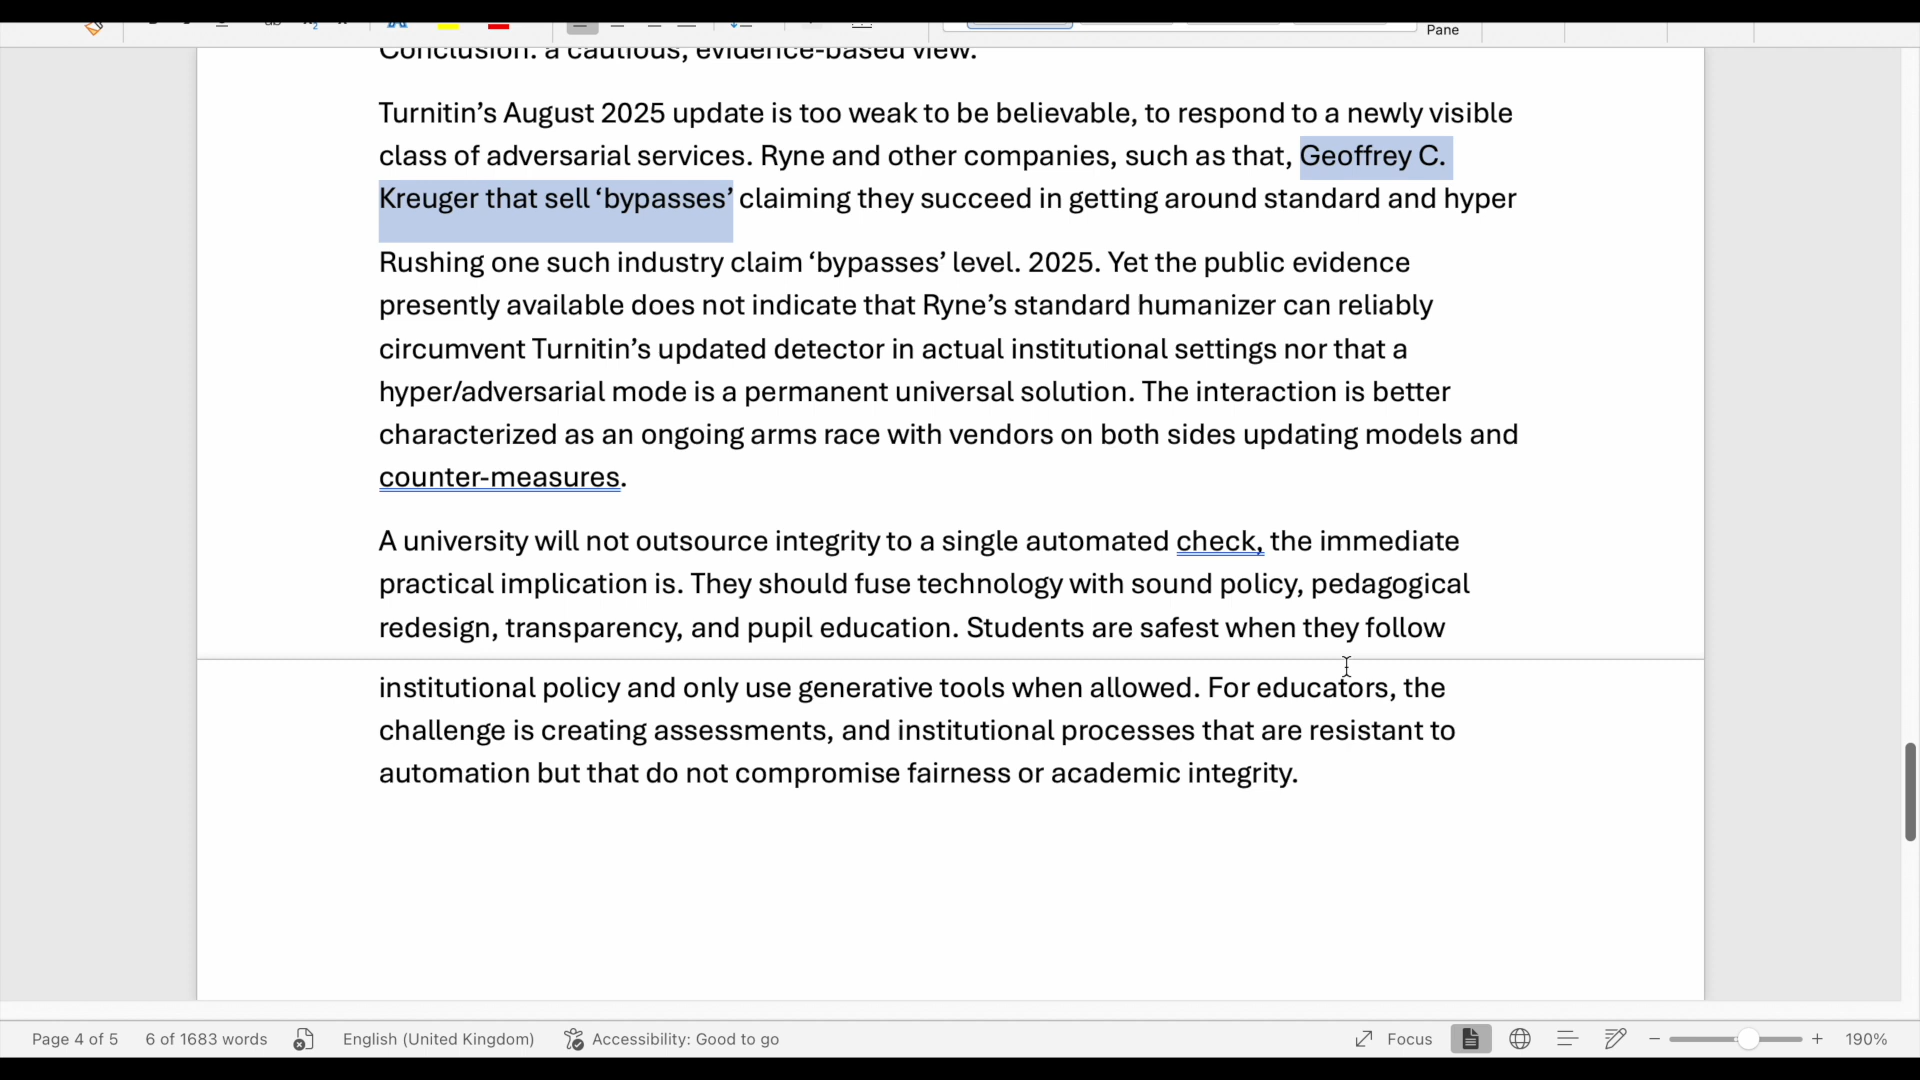 Pane
Conclusion: a cautious, evidence-based view.
Turnitin’s August 2025 update is too weak to be believable, to respond to a newly visible
class of adversarial services. Ryne and other companies, such as that, Geoffrey C.
Kreuger that sell ‘bypasses’ claiming they succeed in getting around standard and hyper
Rushing one such industry claim ‘bypasses’ level. 2025. Yet the public evidence
presently available does not indicate that Ryne’s standard humanizer can reliably
circumvent Turnitin’s updated detector in actual institutional settings nor that a
hyper/adversarial mode is a permanent universal solution. The interaction is better
characterized as an ongoing arms race with vendors on both sides updating models and
counter-measures.
A university will not outsource integrity to a single automated check, the immediate
practical implication is. They should fuse technology with sound policy, pedagogical
redesign, transparency, and pupil education. Students are safest when they follow
institutional policy and only use generative tools when allowed. For educators, the
challenge is creating assessments, and institutional processes that are resistant to
automation but that do not compromise fairness or academic integrity.
Page 4 of 5 6 of 1683 words English (United Kingdom) Accessibility: Good to go Focus 190%